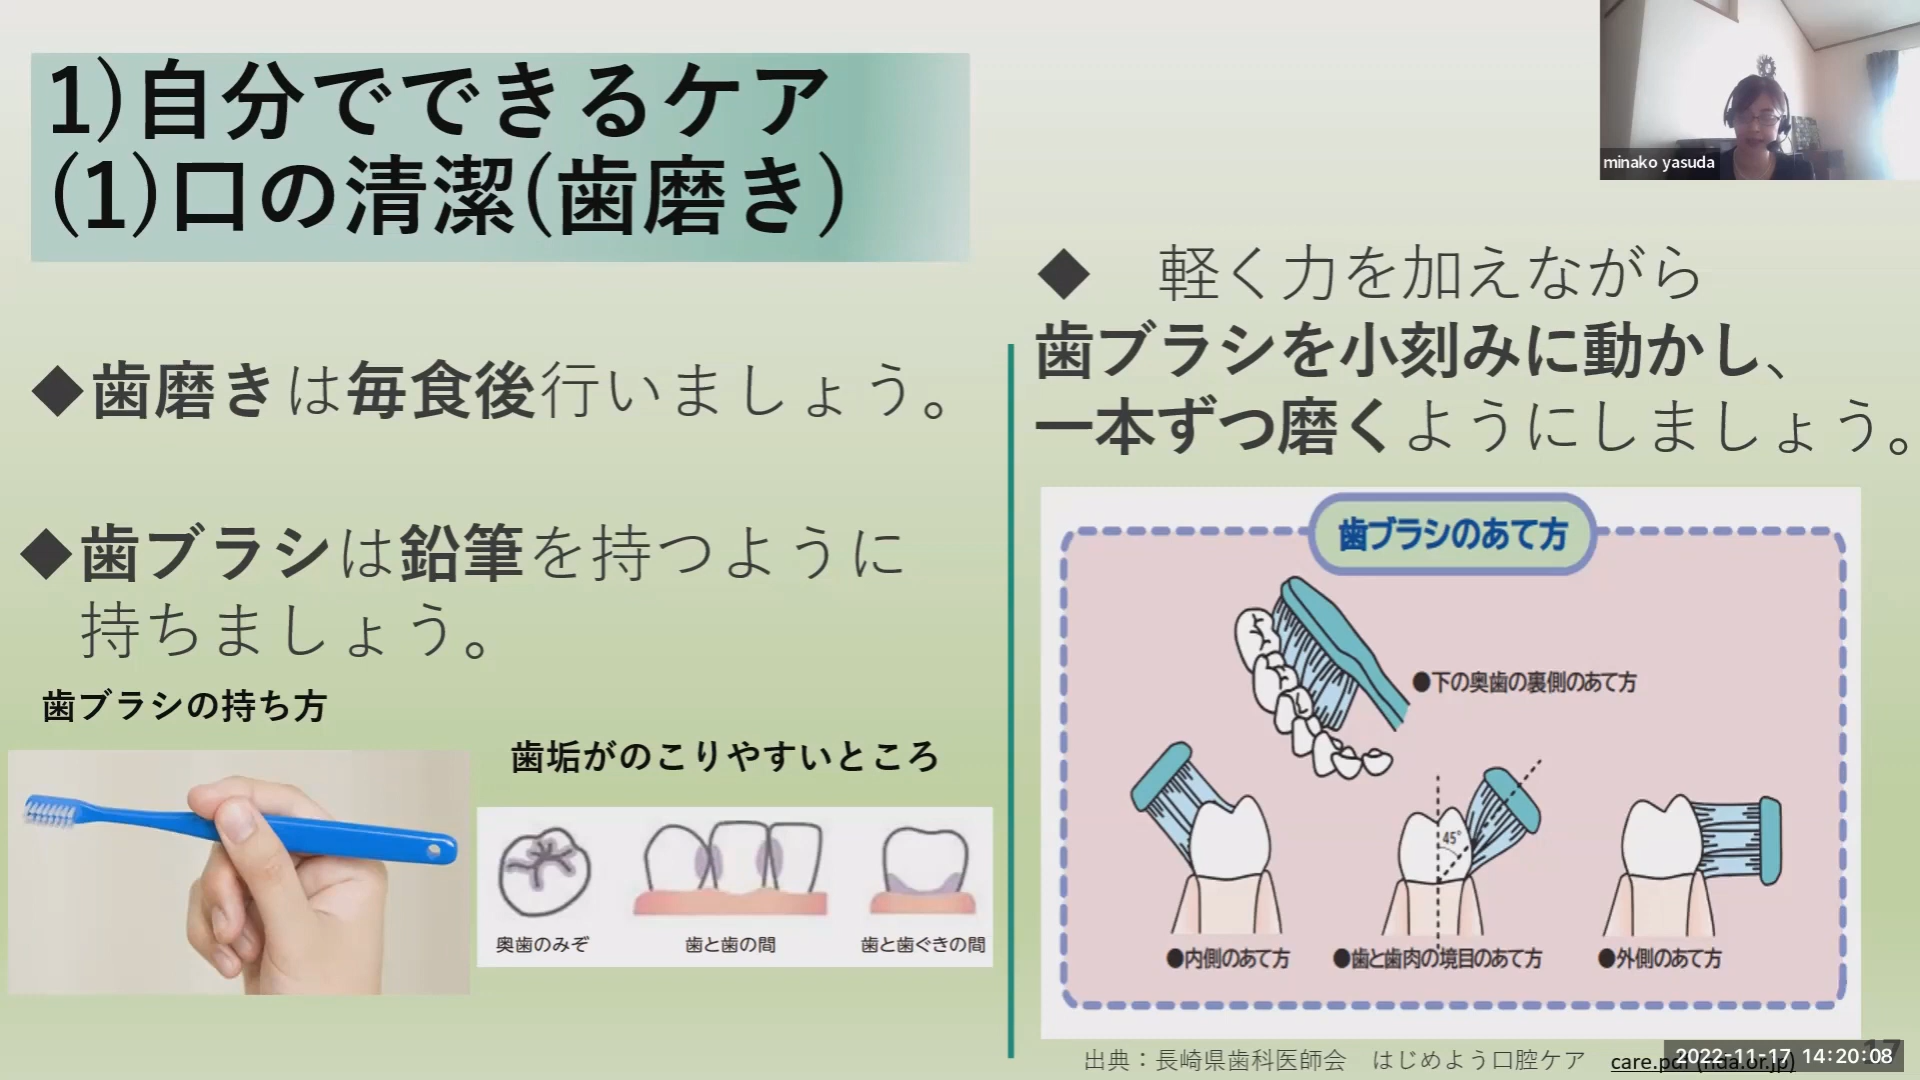 1)自分でできるケア
(1)口の清潔(歯磨き)
minako yasuda
◆歯磨きは毎食後行いましょう。
◆歯ブラシは鉛筆を持つように
持ちましょう。
歯ブラシの持ち方
歯垢がのこりやすいところ
奥歯のみぞ
歯と歯の間
歯と歯ぐきの間
◆ 軽く力を加えながら
歯ブラシを小刻みに動かし、
一本ずつ磨くようにしましょう。
歯ブラシのあて方
●下の奥歯の裏側のあて方
45°
●内側のあて方
●歯と歯肉の境目のあて方
●外側のあて方
出典：長崎県歯科医師会 はじめよう口腔ケア
17
2022-11-17 14:20:08